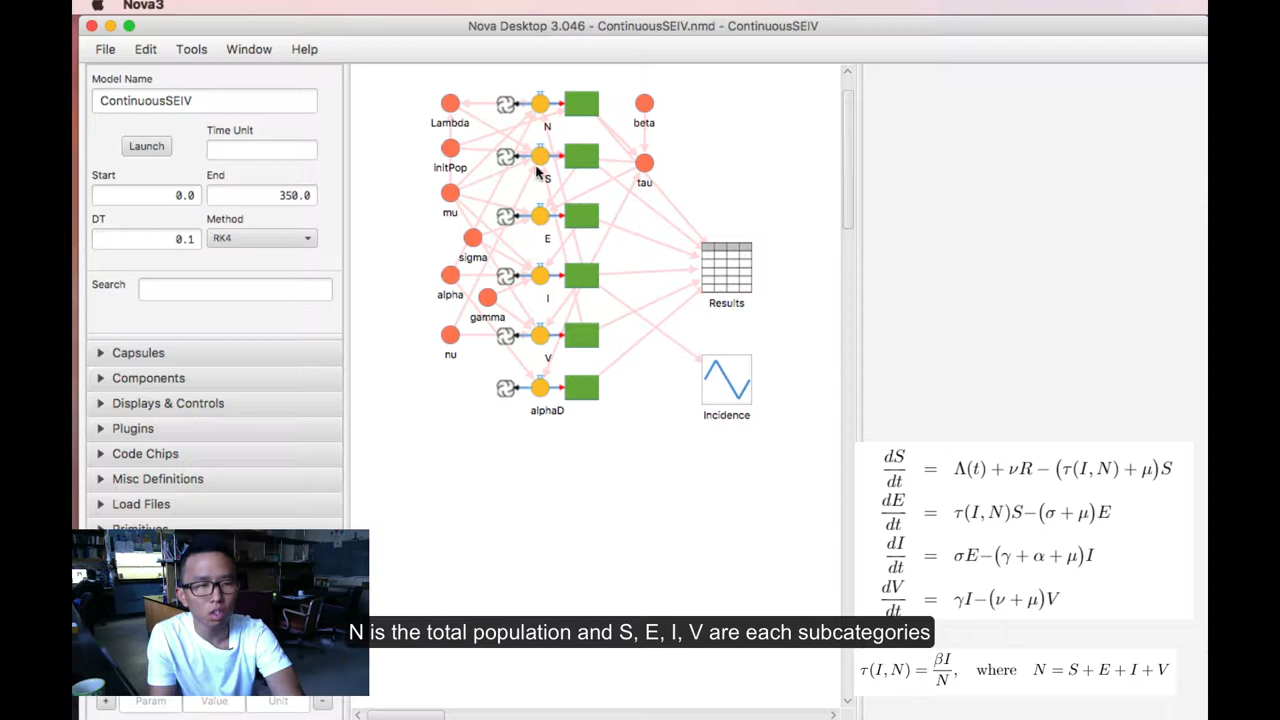 Nova3
Nova Desktop 3.046 - ContinuousSEIV.nmd - ContinuousSEIV
File Edit Tools Window Help
Model Name
ContinuousSEIV
Time Unit
Launch
Start End
0.0 350.0
DT Method
0.1 RK4
Search
Capsules
Components
Displays & Controls
Plugins
Code Chips
Misc Definitions
Load Files
Primitives
+ Param Value Unit -
Lambda
N
beta
initPop
S
tau
mu
E
sigma
alpha
I
gamma
nu
V
alphaD
Results
Incidence
dS/dt = Λ(t) + νR − (τ(I, N) + μ)S
dE/dt = τ(I, N)S−(σ + μ)E
dI/dt = σE−(γ + α + μ)I
dV/dt = γI−(ν + μ)V
τ(I, N) = βI/N, where N = S + E + I + V
N is the total population and S, E, I, V are each subcategories